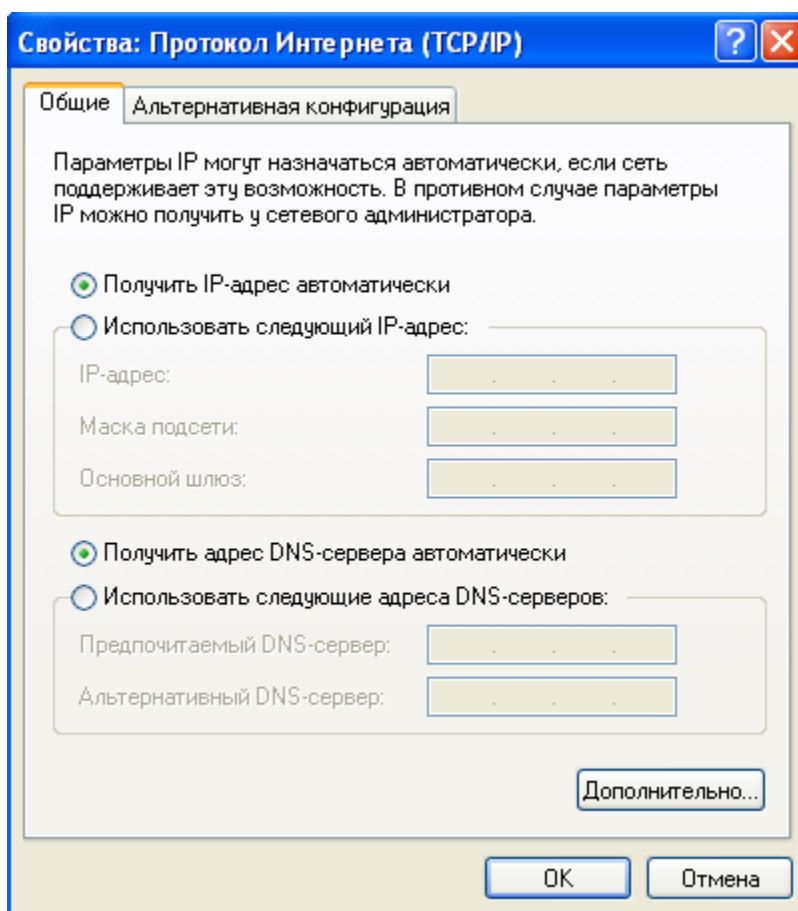 Свойства: Протокол Интернета (TCP/IP)
Общие
Альтернативная конфигурация
Параметры IP могут назначаться автоматически, если сеть
поддерживает эту возможность. В противном случае параметры
IP можно получить у сетевого администратора.
Получить IP-адрес автоматически
Использовать следующий IP-адрес:
IP-адрес:
Маска подсети:
Основной шлюз:
Получить адрес DNS-сервера автоматически
Использовать следующие адреса DNS-серверов:
Предпочитаемый DNS-сервер:
Альтернативный DNS-сервер:
Дополнительно...
OK
Отмена